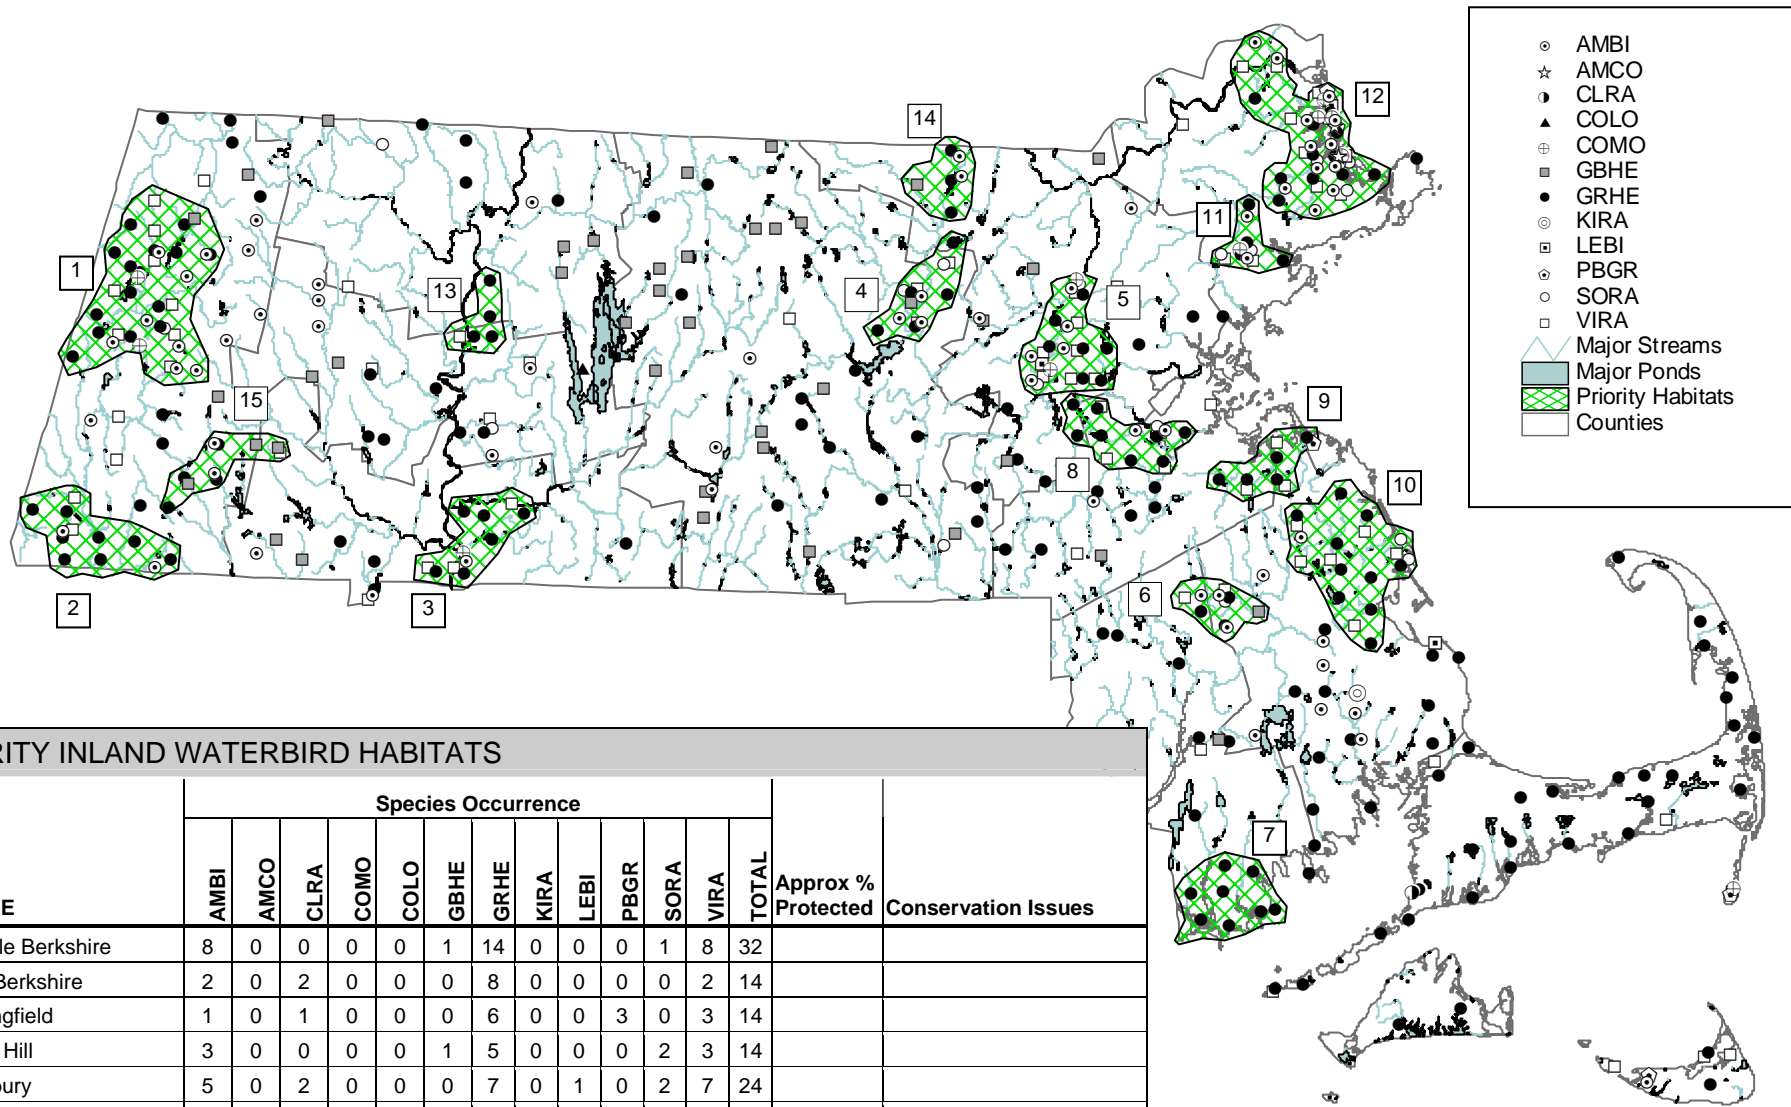 AMBI
AMCO
CLRA
COLO
COMO
GBHE
GRHE
KIRA
LEBI
PBGR
SORA
VIRA
Major Streams
Major Ponds
Priority Habitats
Counties
12
14
11
1
13
4
5
15
9
8
10
2
3
6
7
RITY INLAND WATERBIRD HABITATS
Species Occurrence
E AMBI AMCO CLRA COMO COLO GBHE GRHE KIRA LEBI PBGR SORA VIRA TOTAL Approx % Protected Conservation Issues
le Berkshire 8 0 0 0 0 1 14 0 0 0 1 8 32
Berkshire 2 0 2 0 0 0 8 0 0 0 0 2 14
gfield 1 0 1 0 0 0 6 0 0 3 0 3 14
Hill 3 0 0 0 0 1 5 0 0 0 2 3 14
bury 5 0 2 0 0 0 7 0 1 0 2 7 24